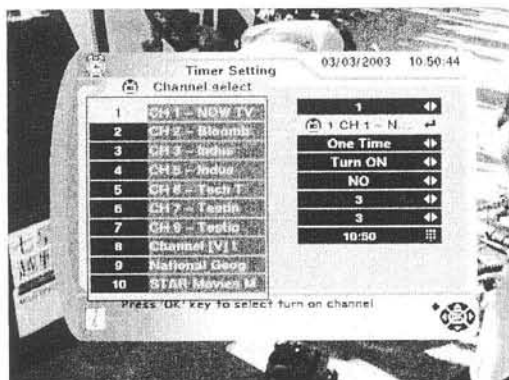 03/03/2003 10:50:44
Timer Setting
Channel select
1 CH 1 - NOW TV
2 CH 2 - Bloomb
3 CH 3 - Indus
4 CH 5 - Indus
5 CH 6 - Tech T
6 CH 7 - Testin
7 CH 9 - Testin
8 Channel [V] I
9 National Geog
10 STAR Movies M
1
1 CH 1 - N...
One Time
Turn ON
NO
3
3
10:50
Press 'OK' key to select turn on channel